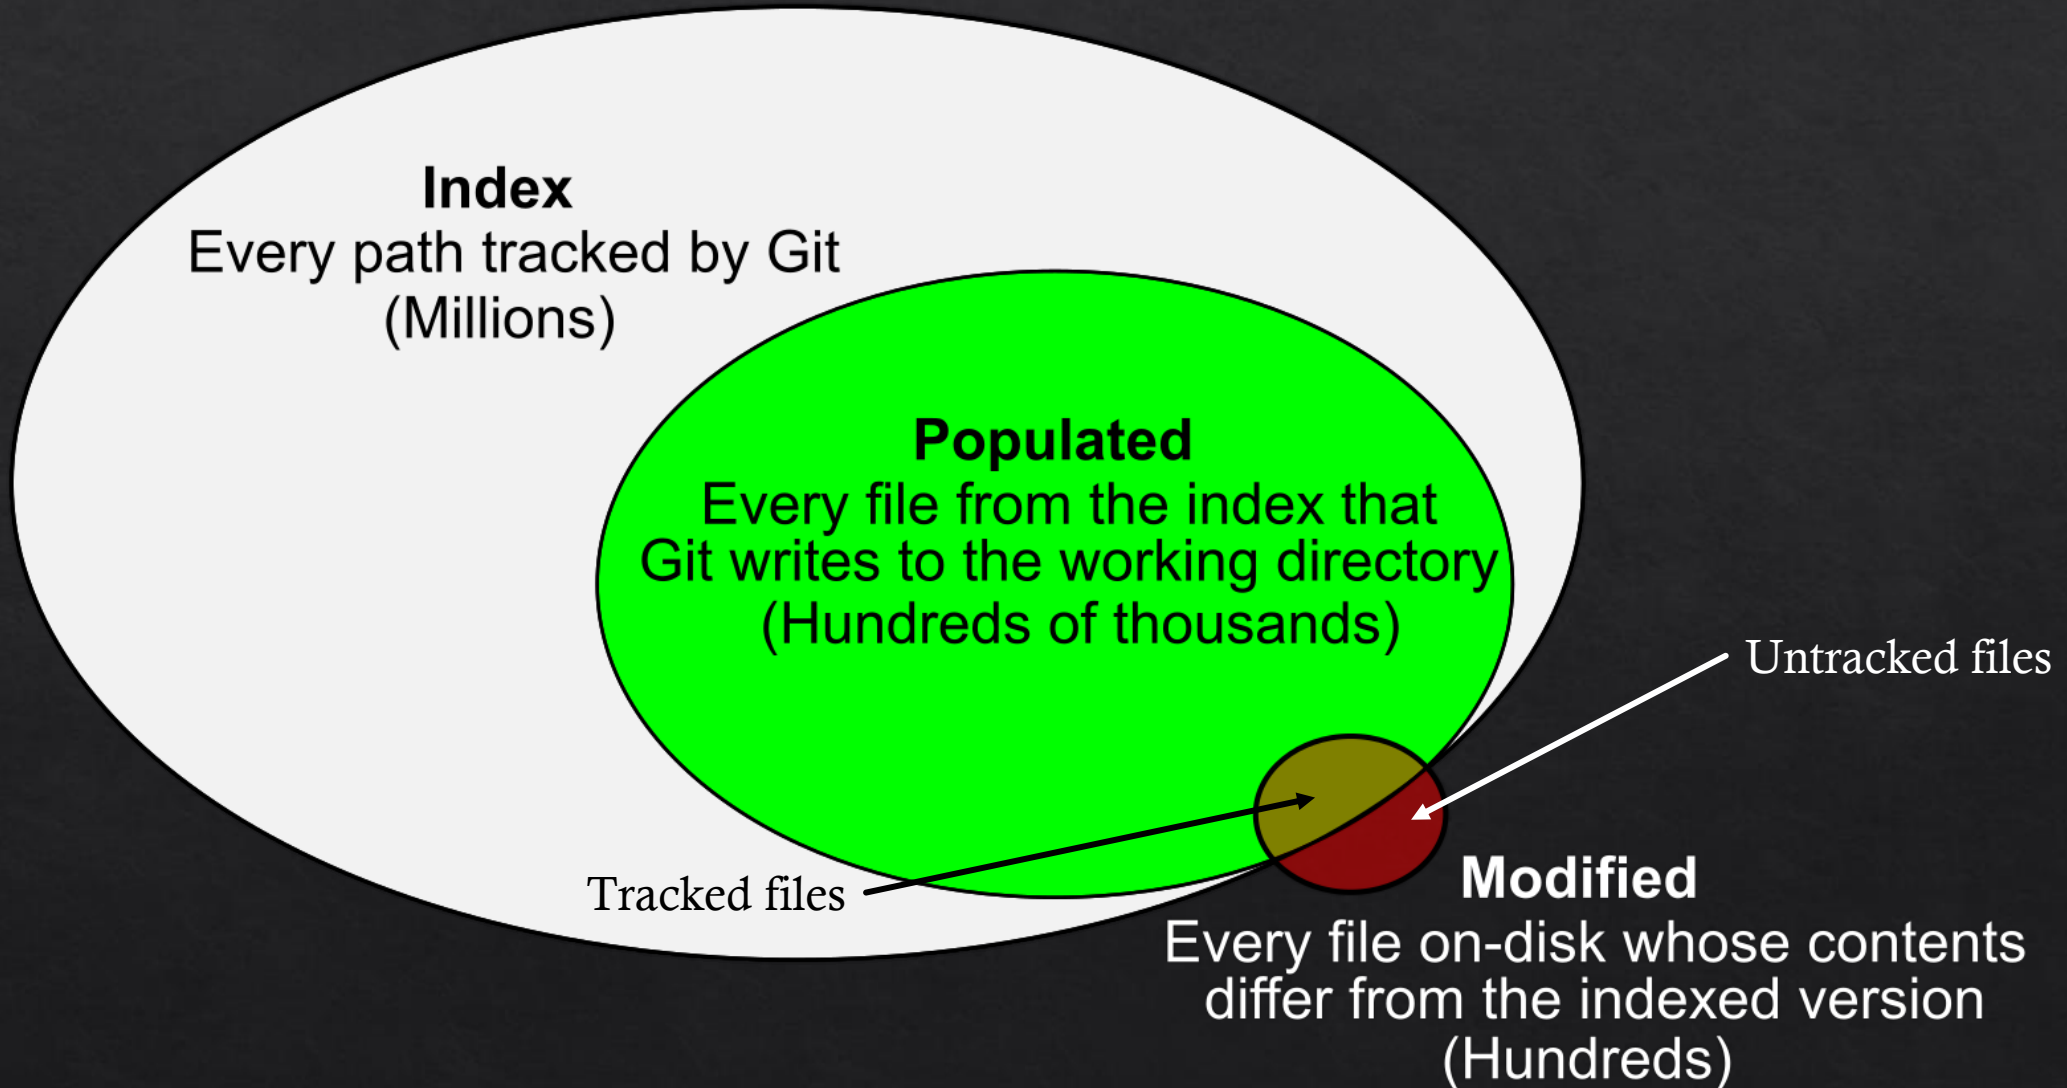 Index
Every path tracked by Git
(Millions)
Populated
Every file from the index that
Git writes to the working directory
(Hundreds of thousands)
Untracked files
Tracked files
Modified
Every file on-disk whose contents
differ from the indexed version
(Hundreds)